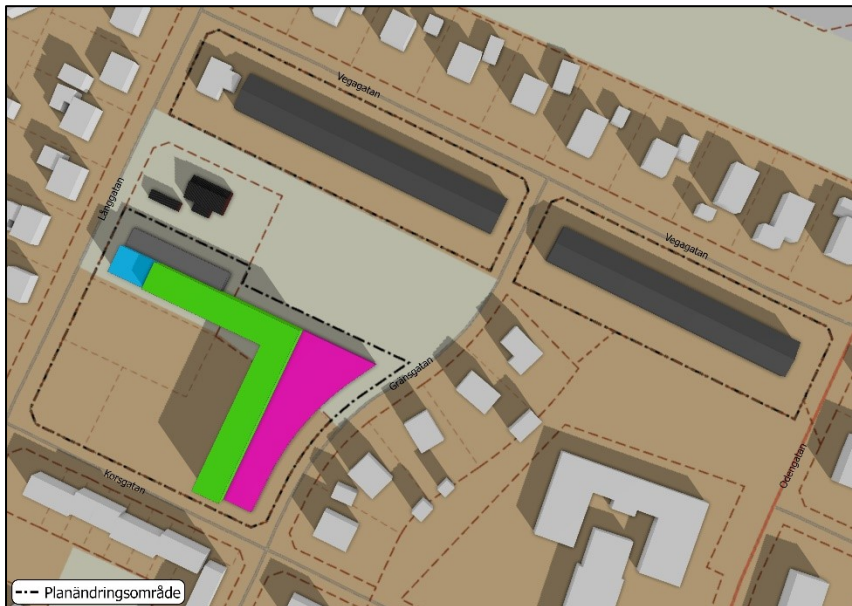 Vegagatan
Långgatan
Vegagatan
Gränsgatan
Odengatan
Korsgatan
Planändringsområde